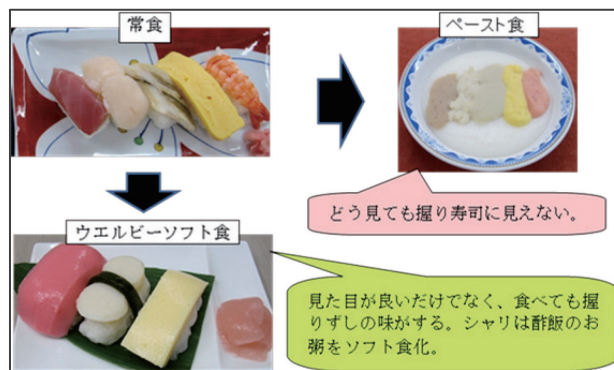 常食
ペースト食
どう見ても握り寿司に見えない。
ウエルビーソフト食
見た目が良いだけでなく、食べても握
りずしの味がする。シャリは酢飯のお
粥をソフト食化。